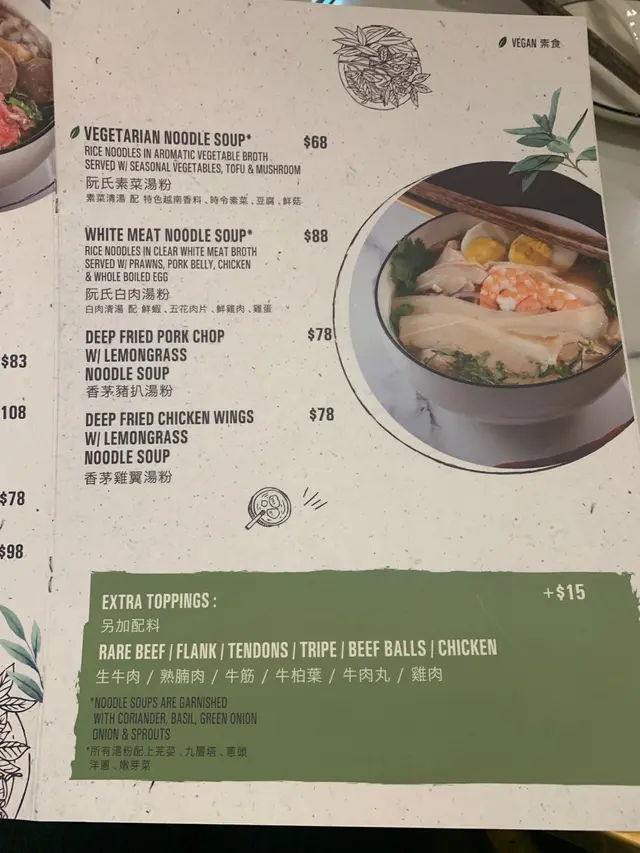 VEGAN 素食
VEGETARIAN NOODLE SOUP* $68
RICE NOODLES IN AROMATIC VEGETABLE BROTH
SERVED W/ SEASONAL VEGETABLES, TOFU & MUSHROOM
阮氏素菜湯粉
素菜清湯 配 特色越南香料、時令素菜、豆腐、鮮菇
WHITE MEAT NOODLE SOUP* $88
RICE NOODLES IN CLEAR WHITE MEAT BROTH
SERVED W/ PRAWNS, PORK BELLY, CHICKEN
& WHOLE BOILED EGG
阮氏白肉湯粉
白肉清湯 配 鮮蝦、五花肉片、鮮雞肉、雞蛋
DEEP FRIED PORK CHOP $78
W/ LEMONGRASS
NOODLE SOUP
香茅豬扒湯粉
DEEP FRIED CHICKEN WINGS $78
W/ LEMONGRASS
NOODLE SOUP
香茅雞翼湯粉
$83
108
$78
$98
EXTRA TOPPINGS : +$15
另加配料
RARE BEEF / FLANK / TENDONS / TRIPE / BEEF BALLS / CHICKEN
生牛肉 / 熟腩肉 / 牛筋 / 牛柏葉 / 牛肉丸 / 雞肉
*NOODLE SOUPS ARE GARNISHED
WITH CORIANDER, BASIL, GREEN ONION
ONION & SPROUTS
*所有湯粉配上芫荽、九層塔、蔥頭
洋蔥、嫩芽菜